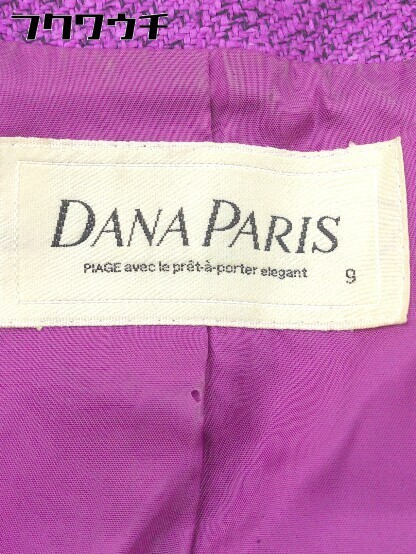 フクワウチ
DANA PARIS
PIAGE avec le prêt-à-porter elegant 9